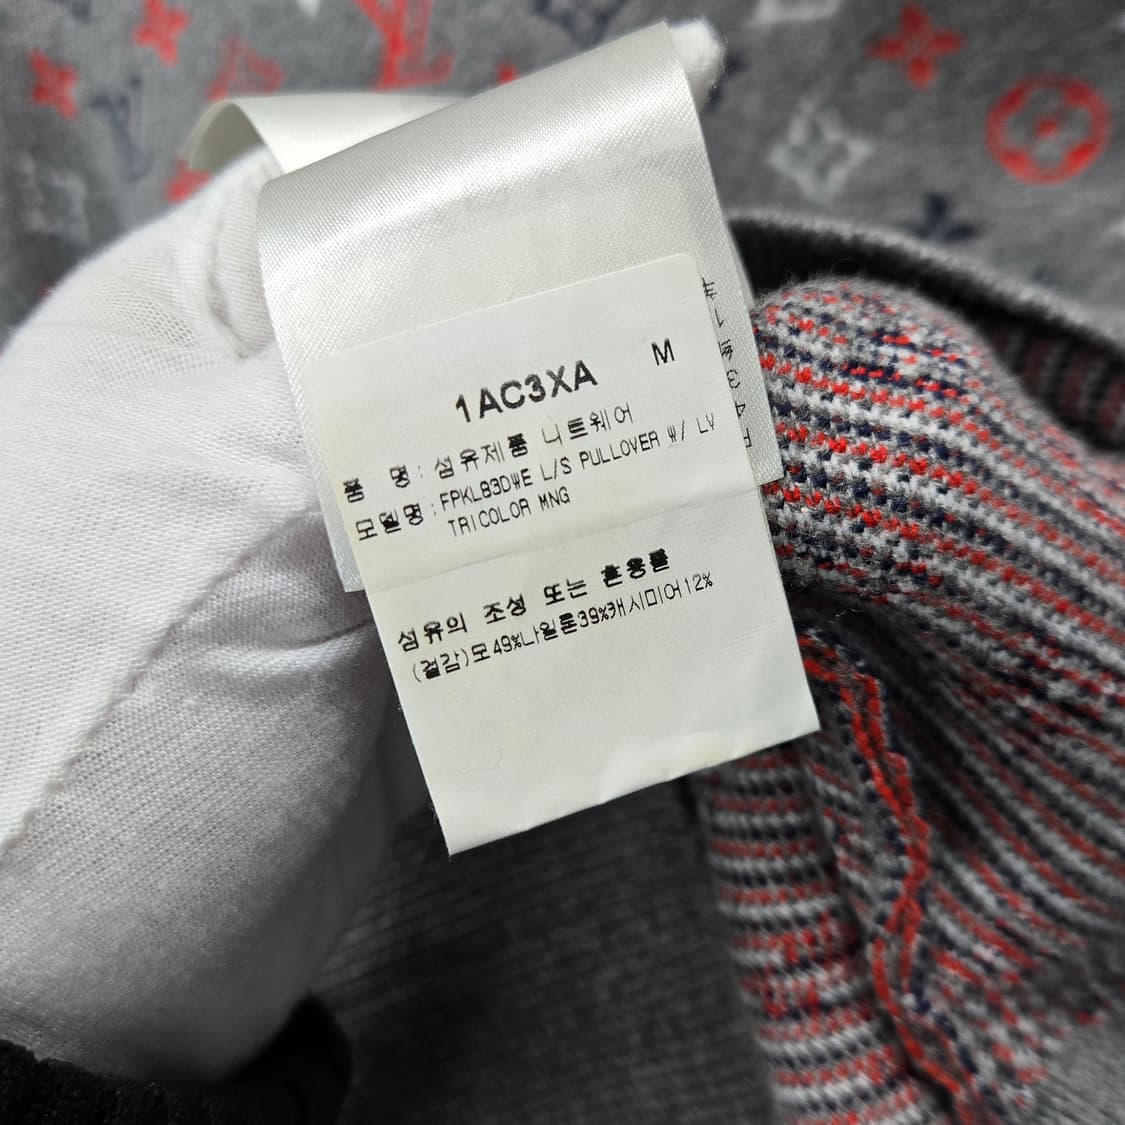 1AC3XA M
품 명 : 섬유제품 니트웨어
모델명 : FPKL83DWE L/S PULLOVER W/ LV
TRICOLOR MNG
섬유의 조성 또는 혼용률
(겉감)모49%나일론39%캐시미어12%